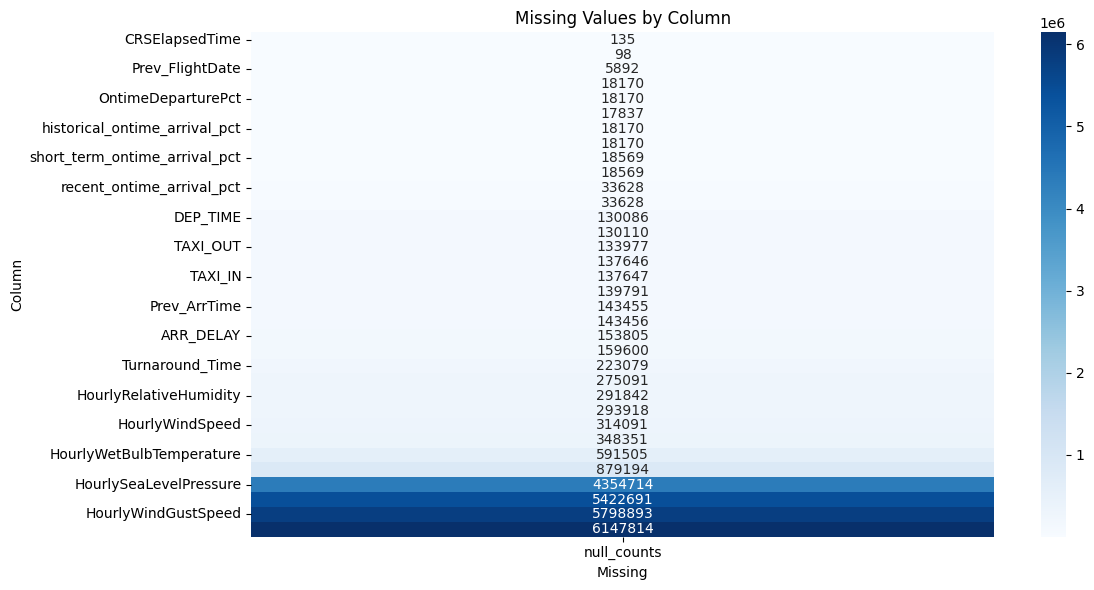 Missing Values by Column
1e6
CRSElapsedTime 135
98
Prev_FlightDate 5892
18170
OntimeDeparturePct 18170
17837
historical_ontime_arrival_pct 18170
18170
short_term_ontime_arrival_pct 18569
18569
recent_ontime_arrival_pct 33628
33628
DEP_TIME 130086
130110
TAXI_OUT 133977
137646
TAXI_IN 137647
139791
Prev_ArrTime 143455
143456
ARR_DELAY 153805
159600
Turnaround_Time 223079
275091
HourlyRelativeHumidity 291842
293918
HourlyWindSpeed 314091
348351
HourlyWetBulbTemperature 591505
879194
HourlySeaLevelPressure 4354714
5422691
HourlyWindGustSpeed 5798893
6147814
Column
null_counts
Missing
6
5
4
3
2
1